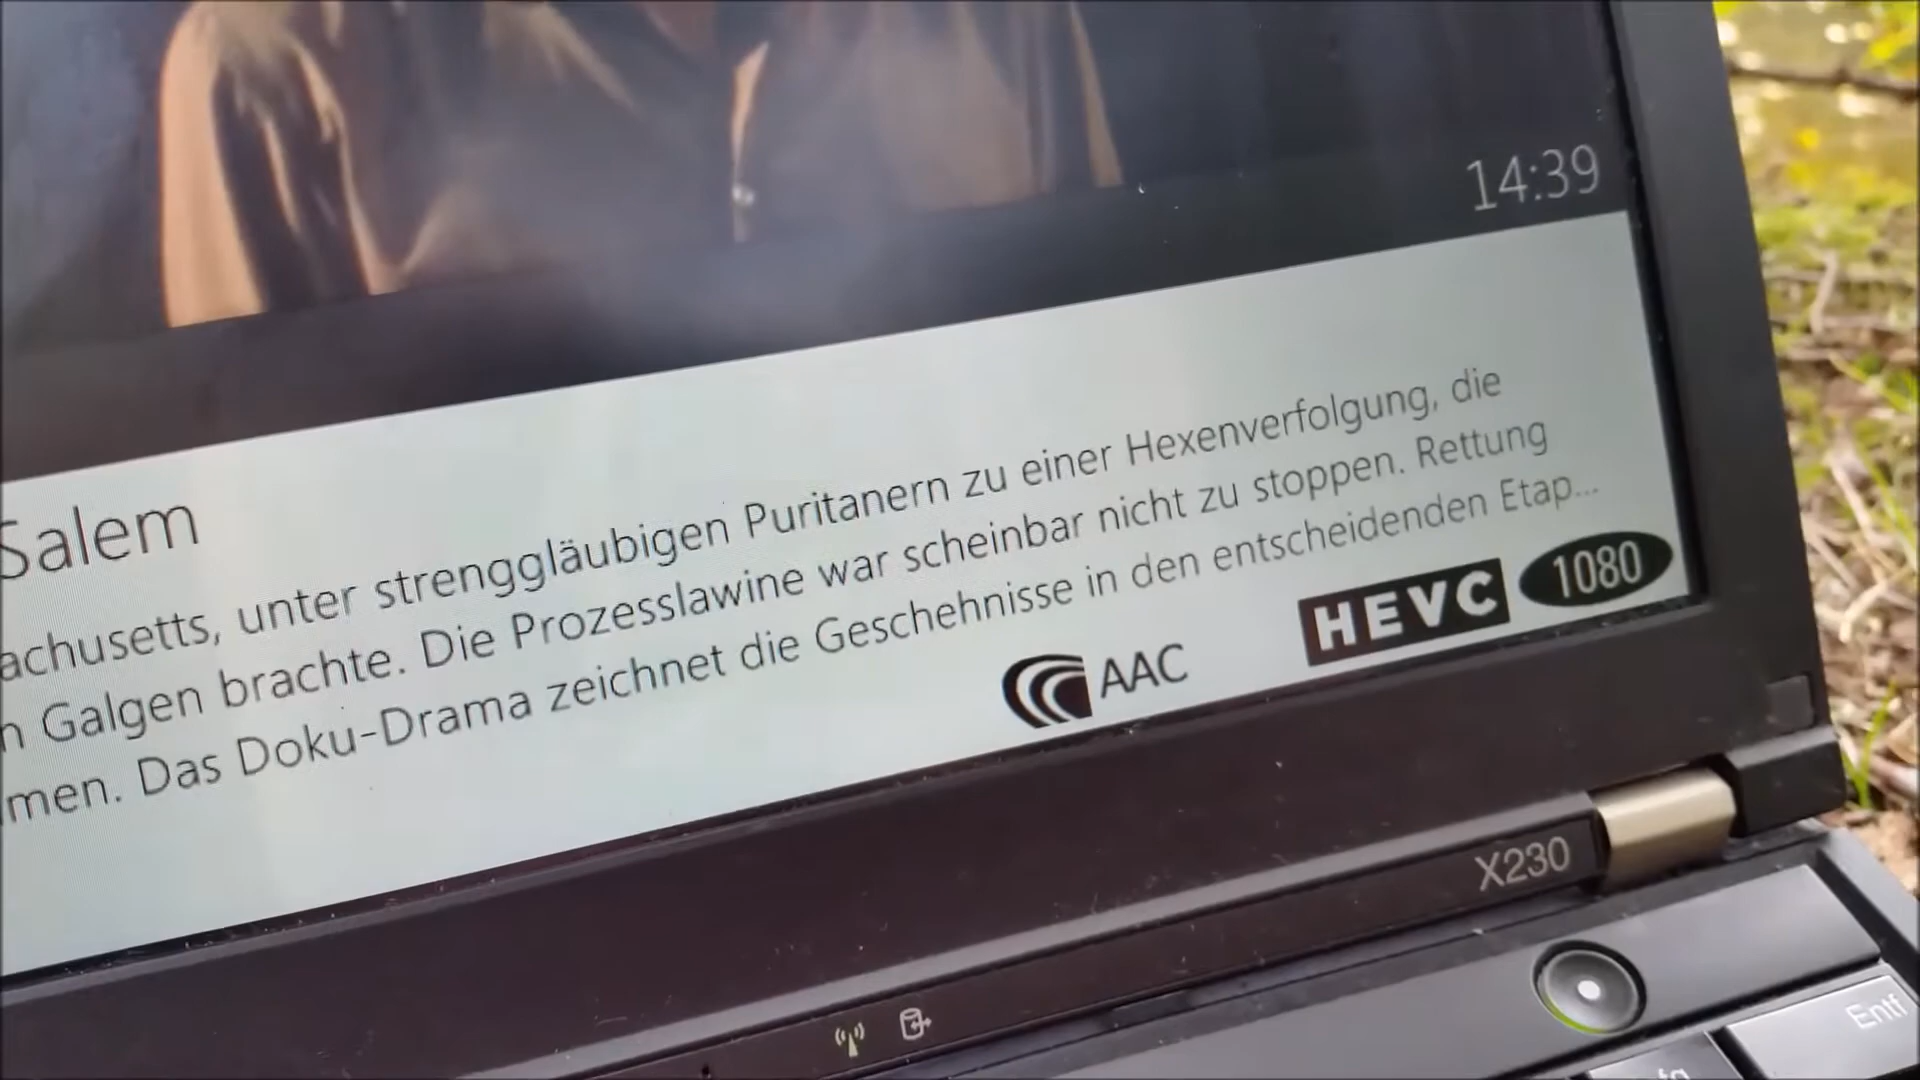 14:39
Salem
achusetts, unter strenggläubigen Puritanern zu einer Hexenverfolgung, die
n Galgen brachte. Die Prozesslawine war scheinbar nicht zu stoppen. Rettung
men. Das Doku-Drama zeichnet die Geschehnisse in den entscheidenden Etap...
AAC HEVC 1080
X230
Entf